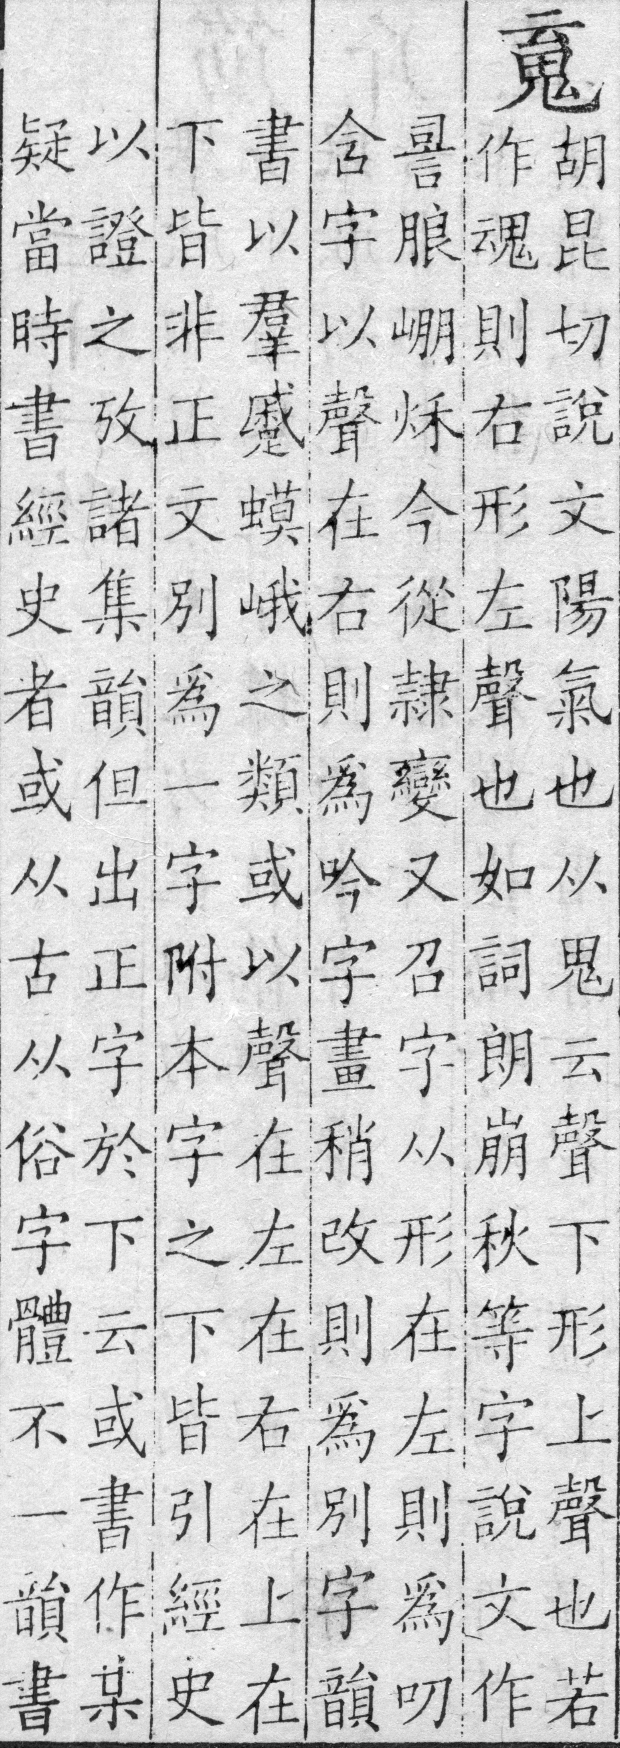 䰟
胡昆切說文陽氣也从鬼云聲下形上聲也若
作魂則右形左聲也如詞朗崩秋等字說文作
䛐朖𡹔秌今從隸變又召字从形在左則爲叨
含字以聲在右則爲吟字畫稍改則爲別字韻
書以羣蹙蟆峨之類或以聲在左在右在上在
下皆非正文別爲一字附本字之下皆引經史
以證之攷諸集韻但出正字於下云或書作某
疑當時書經史者或从古从俗字體不一韻書